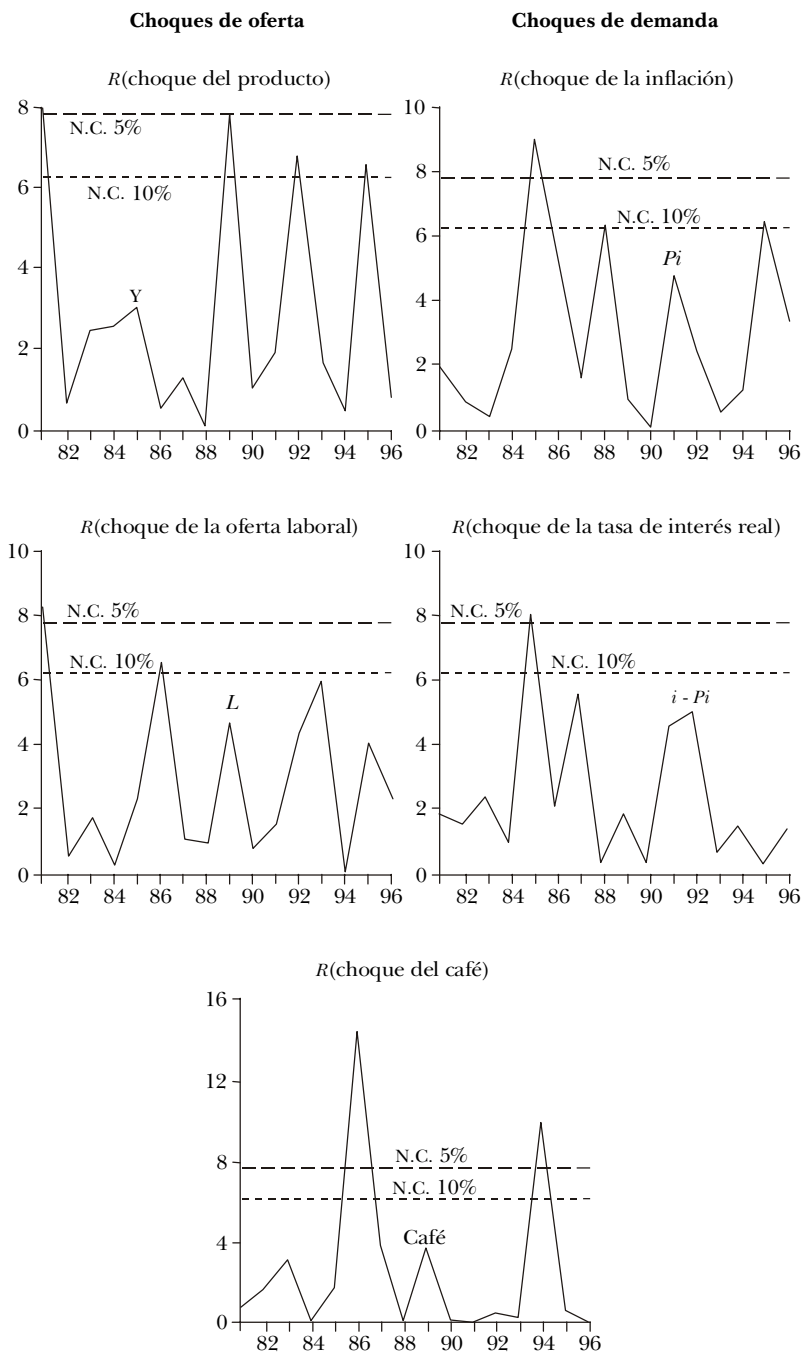 Choques de oferta
Choques de demanda
R(choque del producto)
8
6
4
2
0
N.C. 5%
N.C. 10%
Y
82 84 86 88 90 92 94 96
R(choque de la inflación)
10
8
6
4
2
0
N.C. 5%
N.C. 10%
Pi
82 84 86 88 90 92 94 96
R(choque de la oferta laboral)
10
8
6
4
2
0
N.C. 5%
N.C. 10%
L
82 84 86 88 90 92 94 96
R(choque de la tasa de interés real)
10
8
6
4
2
0
N.C. 5%
N.C. 10%
i - Pi
82 84 86 88 90 92 94 96
R(choque del café)
16
12
8
4
0
N.C. 5%
N.C. 10%
Café
82 84 86 88 90 92 94 96